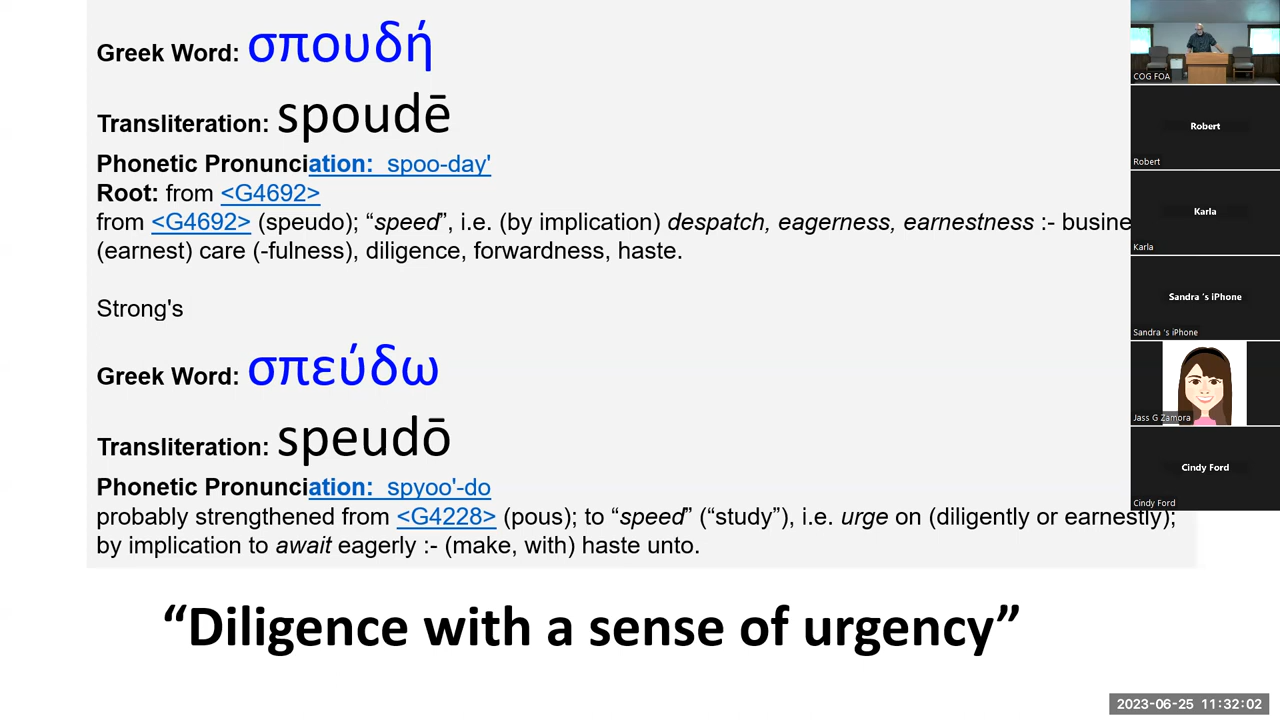 Greek Word: σπουδή
Transliteration: spoudē
Phonetic Pronunciation: spoo-day'
Root: from <G4692>
from <G4692> (speudo); “speed”, i.e. (by implication) despatch, eagerness, earnestness :- busine
(earnest) care (-fulness), diligence, forwardness, haste.
Strong's
Greek Word: σπεύδω
Transliteration: speudō
Phonetic Pronunciation: spyoo'-do
probably strengthened from <G4228> (pous); to “speed” (“study”), i.e. urge on (diligently or earnestly);
by implication to await eagerly :- (make, with) haste unto.
“Diligence with a sense of urgency”
COG FOA
Robert
Robert
Karla
Karla
Sandra 's iPhone
Sandra 's iPhone
Jass G Zamora
Cindy Ford
Cindy Ford
2023-06-25 11:32:02